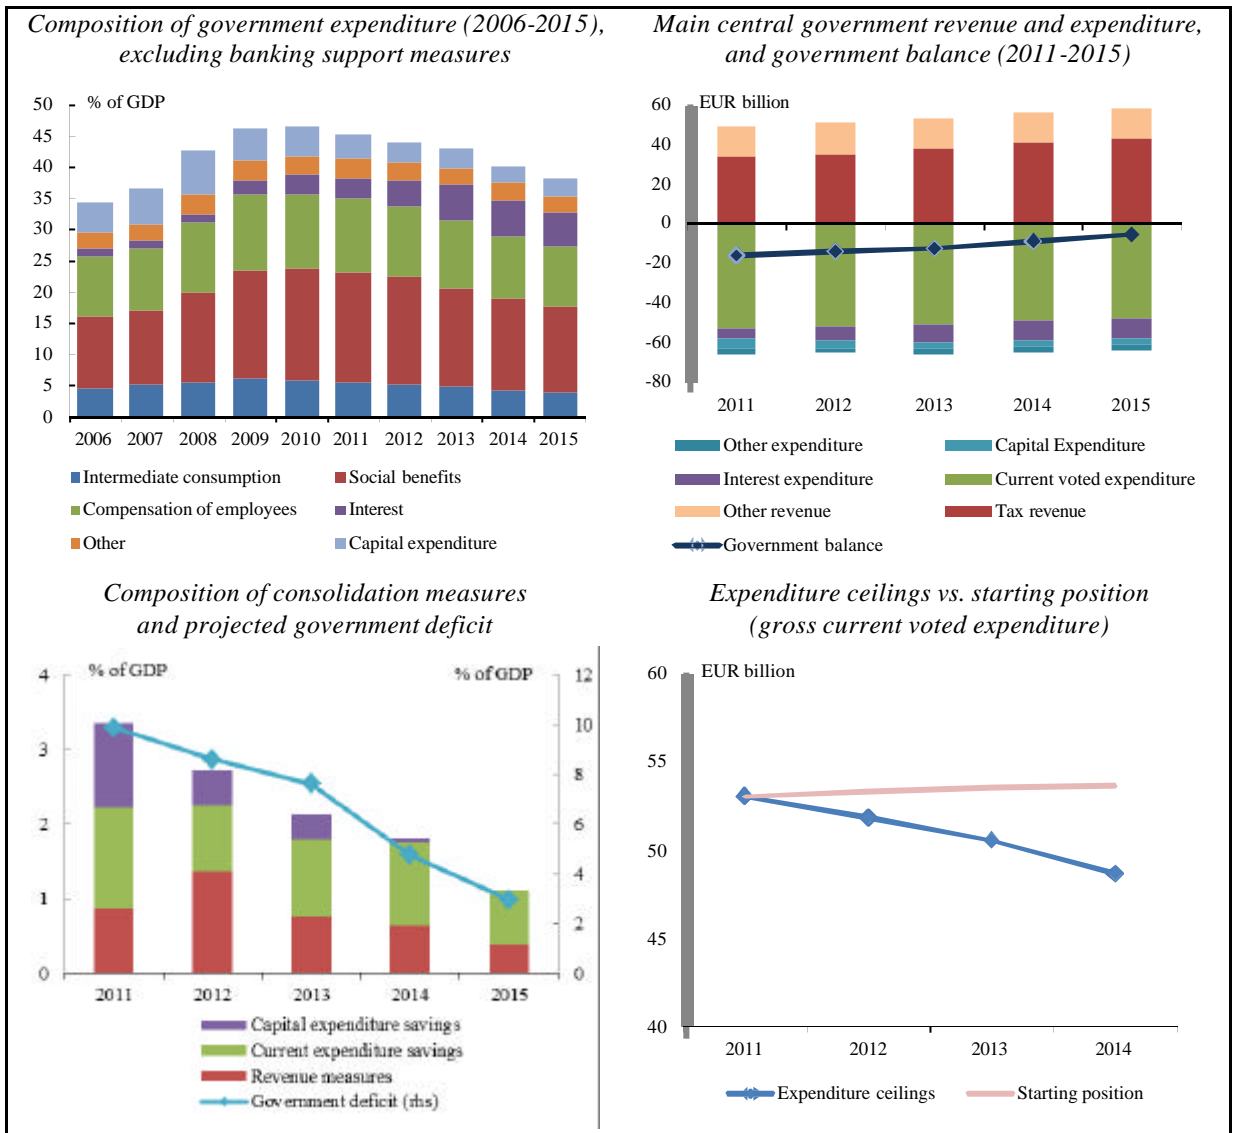 Composition of government expenditure (2006-2015),
excluding banking support measures
% of GDP
50
45
40
35
30
25
20
15
10
5
0
2006 2007 2008 2009 2010 2011 2012 2013 2014 2015
Intermediate consumption Social benefits
Compensation of employees Interest
Other Capital expenditure
Main central government revenue and expenditure,
and government balance (2011-2015)
EUR billion
60
40
20
0
-20
-40
-60
-80
2011 2012 2013 2014 2015
Other expenditure Capital Expenditure
Interest expenditure Current voted expenditure
Other revenue Tax revenue
Government balance
Composition of consolidation measures
and projected government deficit
% of GDP % of GDP
4 12
3 10
2 8
1 6
0 4
2
0
2011 2012 2013 2014 2015
Capital expenditure savings
Current expenditure savings
Revenue measures
Government deficit (rhs)
Expenditure ceilings vs. starting position
(gross current voted expenditure)
EUR billion
60
55
50
45
40
2011 2012 2013 2014
Expenditure ceilings Starting position